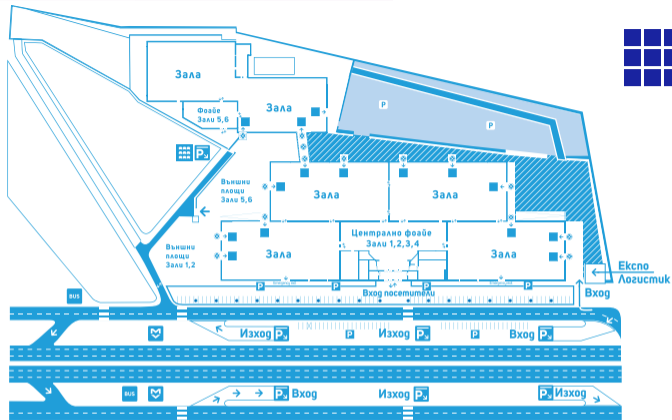 Зала
Зала
Фоайе
Зали 5,6
P
P
P
Външни
площи
Зали 5,6
Зала
Зала
Централно фоайе
Зали 1,2,3,4
Външни
площи
Зали 1,2
Зала
Зала
Експо
Логистик
Вход
P
P
P
Вход посетители
BUS
Изход P
P
Изход P
Вход P
BUS
P Вход
Изход P
P Изход